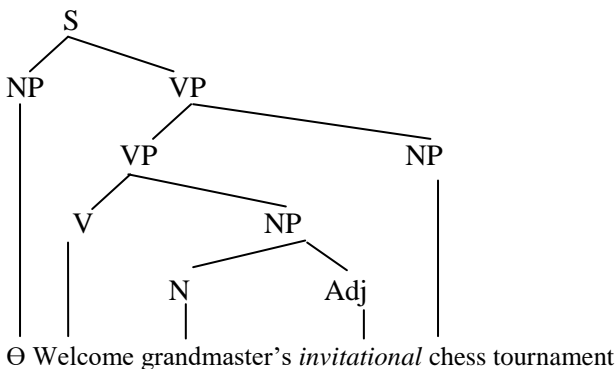 S
NP VP
VP NP
V NP
N Adj
Ө Welcome grandmaster’s invitational chess tournament